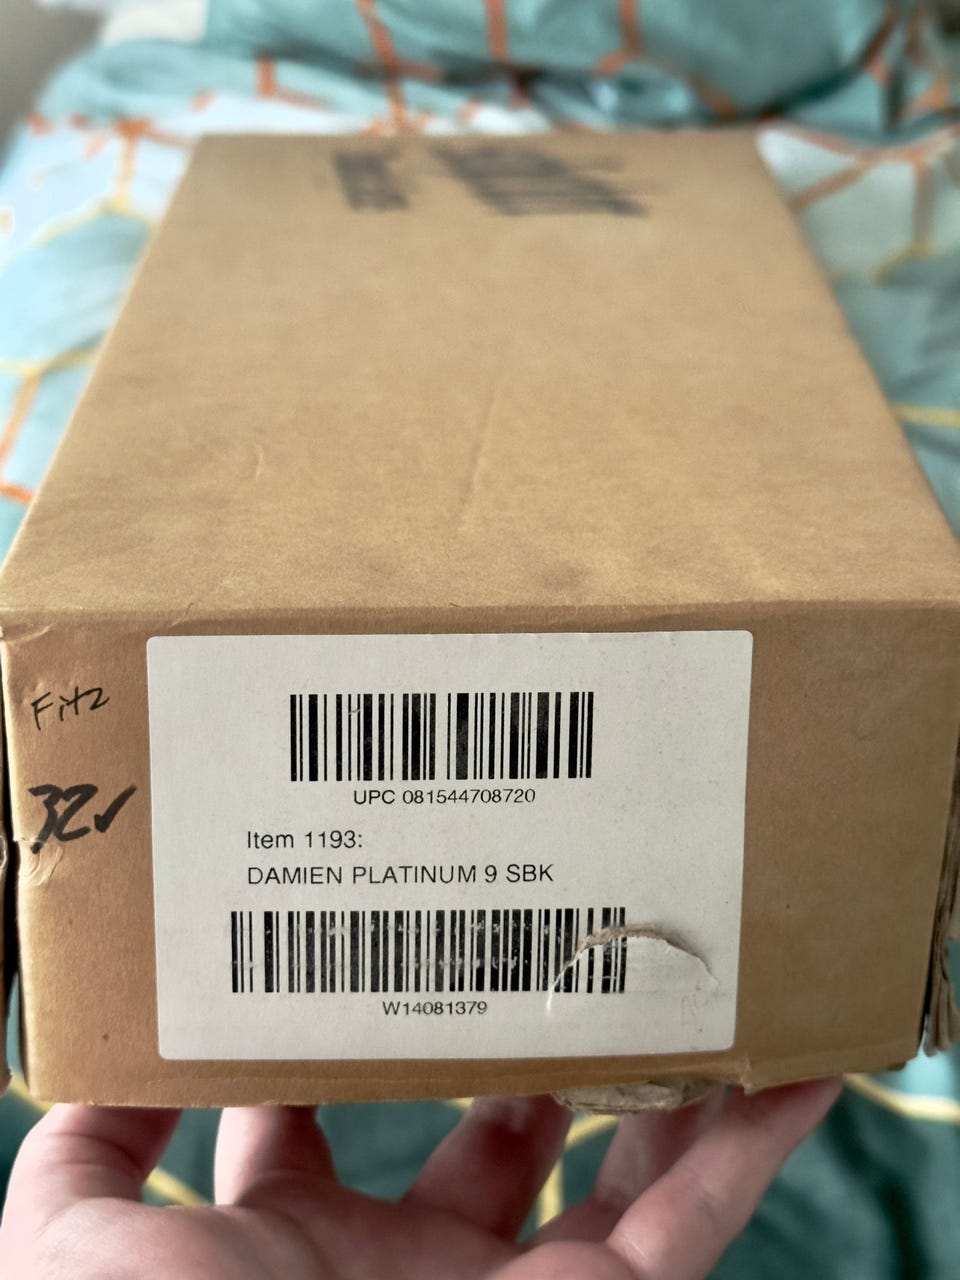 Fitz
32✓
UPC 081544708720
Item 1193:
DAMIEN PLATINUM 9 SBK
W14081379